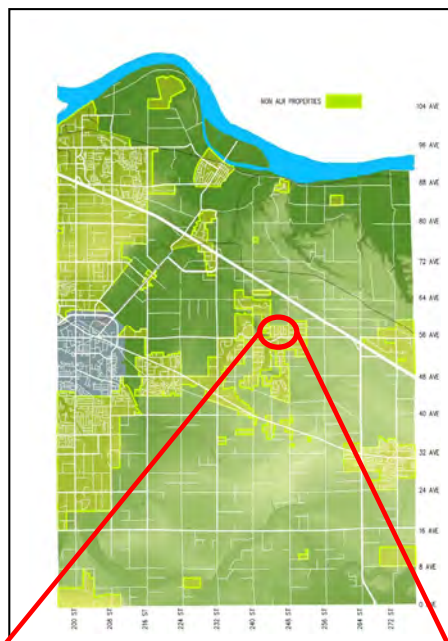 NON ALR PROPERTIES
104 AVE
96 AVE
88 AVE
80 AVE
72 AVE
64 AVE
56 AVE
48 AVE
40 AVE
32 AVE
24 AVE
16 AVE
8 AVE
0 AVE
200 ST
208 ST
216 ST
224 ST
232 ST
240 ST
248 ST
256 ST
264 ST
272 ST